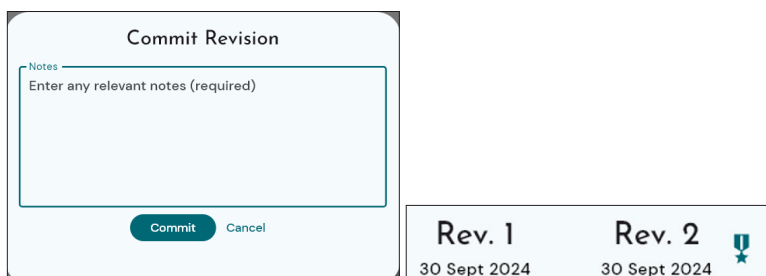 Commit Revision
Notes
Enter any relevant notes (required)
Commit Cancel
Rev. 1 Rev. 2
30 Sept 2024 30 Sept 2024